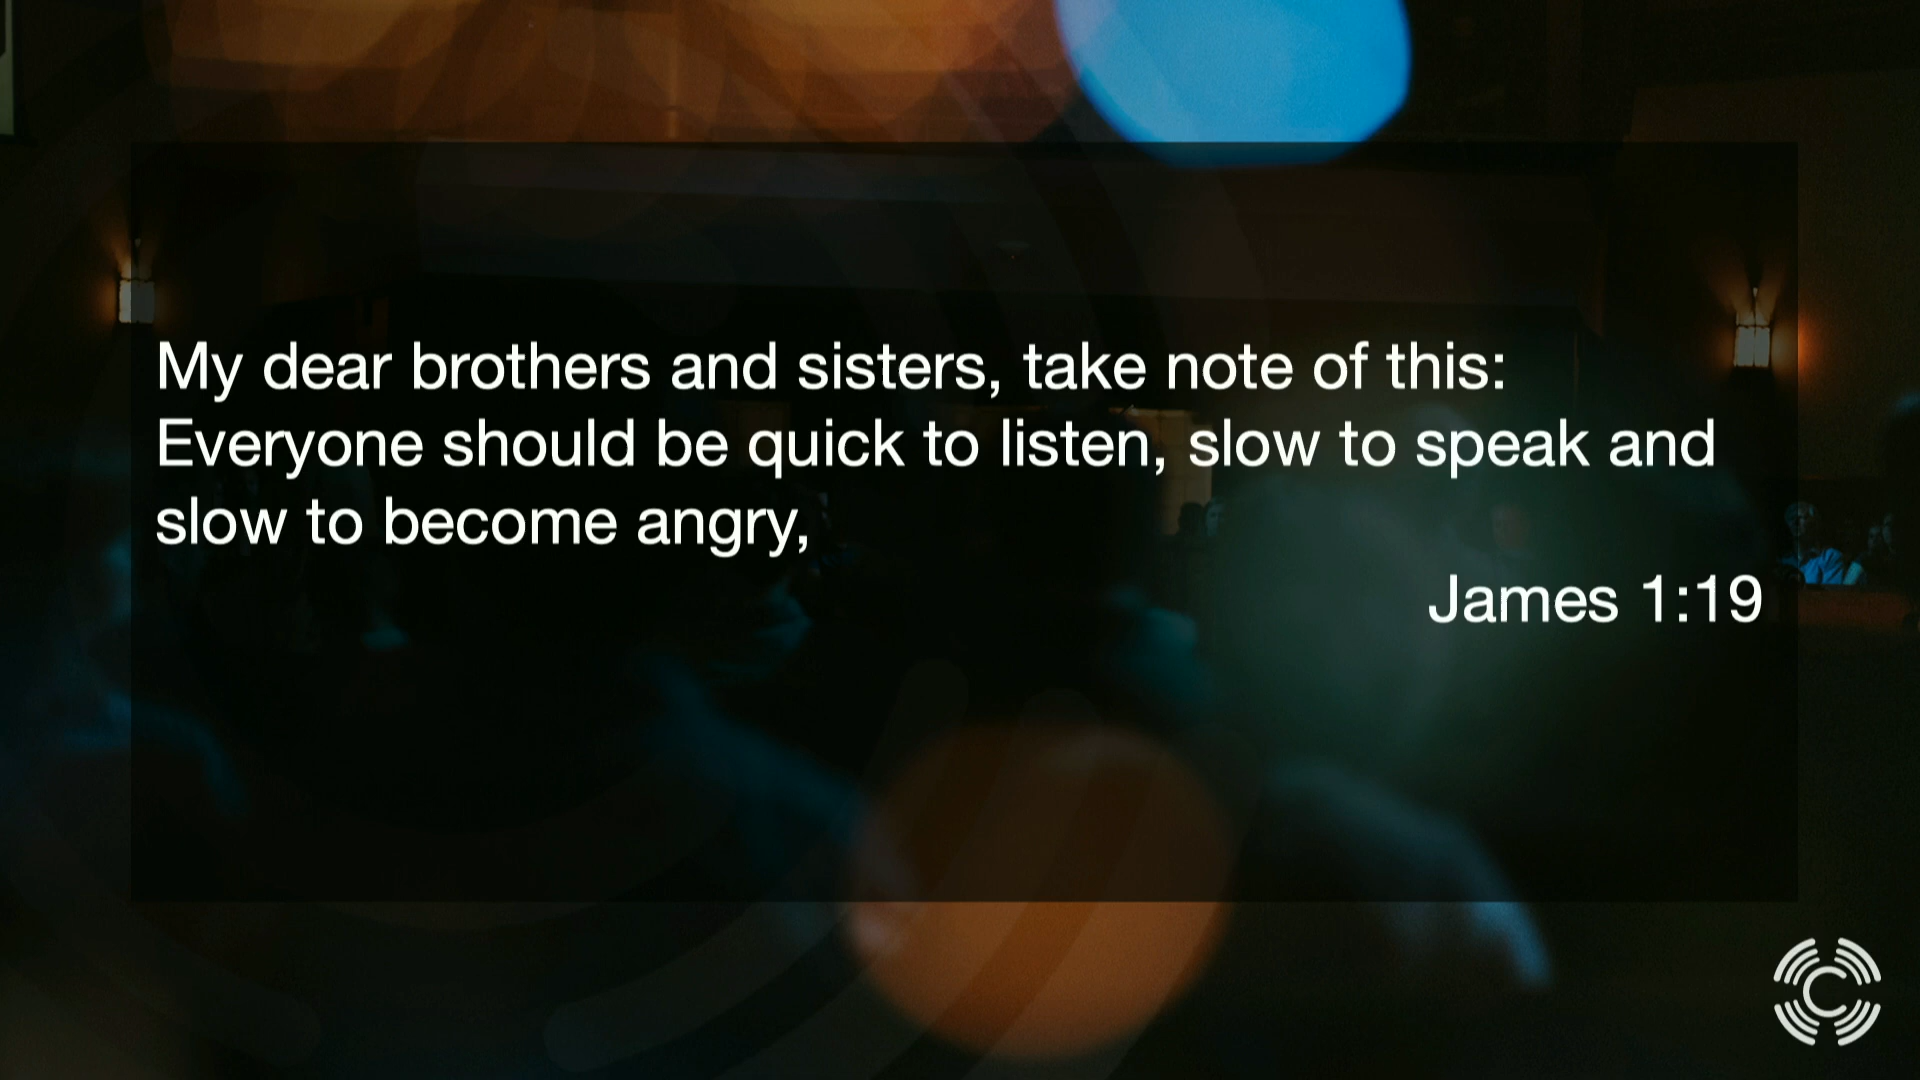 My dear brothers and sisters, take note of this:
Everyone should be quick to listen, slow to speak and
slow to become angry,
James 1:19
C